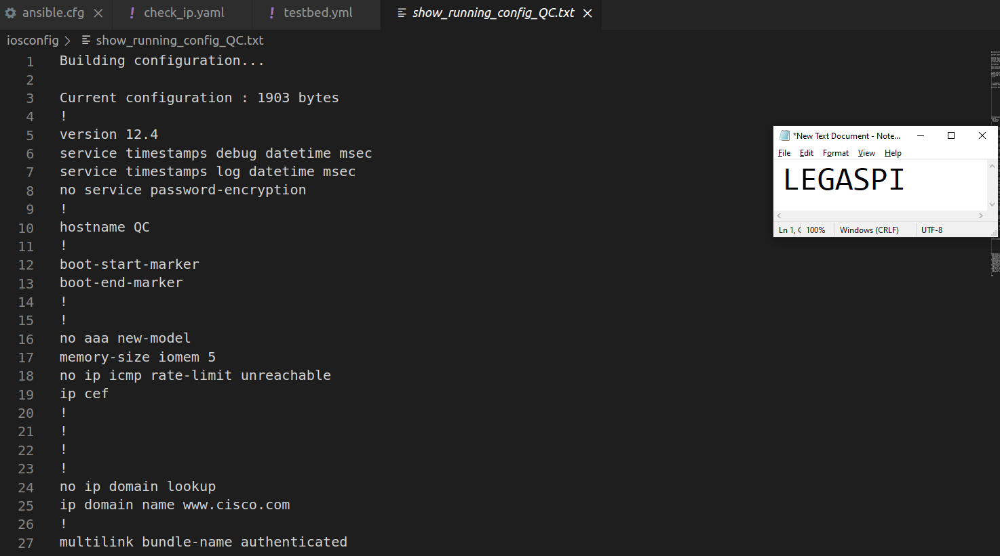 ansible.cfg
! check_ip.yaml
! testbed.yml
show_running_config_QC.txt
iosconfig > show_running_config_QC.txt
1 Building configuration...
2
3 Current configuration : 1903 bytes
4 !
5 version 12.4
6 service timestamps debug datetime msec
7 service timestamps log datetime msec
8 no service password-encryption
9 !
10 hostname QC
11 !
12 boot-start-marker
13 boot-end-marker
14 !
15 !
16 no aaa new-model
17 memory-size iomem 5
18 no ip icmp rate-limit unreachable
19 ip cef
20 !
21 !
22 !
23 !
24 no ip domain lookup
25 ip domain name www.cisco.com
26 !
27 multilink bundle-name authenticated
*New Text Document - Note...
File Edit Format View Help
LEGASPI
Ln 1, 100% Windows (CRLF) UTF-8